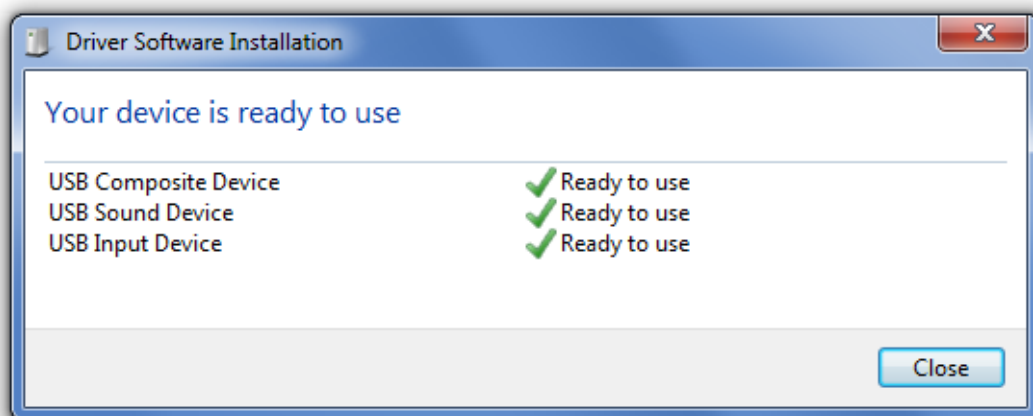 Driver Software Installation
Your device is ready to use
USB Composite Device Ready to use
USB Sound Device Ready to use
USB Input Device Ready to use
Close